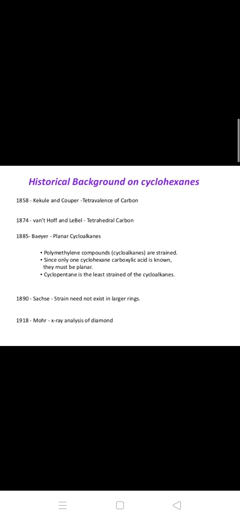 Historical Background on cyclohexanes
1858 - Kekule and Couper -Tetravalence of Carbon
1874 - van't Hoff and LeBel - Tetrahedral Carbon
1885- Baeyer - Planar Cycloalkanes
• Polymethylene compounds (cycloalkanes) are strained.
• Since only one cyclohexane carboxylic acid is known,
they must be planar.
• Cyclopentane is the least strained of the cycloalkanes.
1890 - Sachse - Strain need not exist in larger rings.
1918 - Mohr - x-ray analysis of diamond